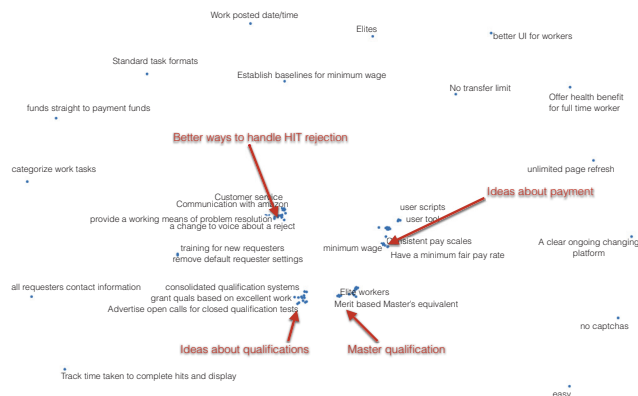 Work posted date/time
Elites
better UI for workers
Standard task formats
Establish baselines for minimum wage
No transfer limit
Offer health benefit
for full time worker
funds straight to payment funds
Better ways to handle HIT rejection
categorize work tasks
unlimited page refresh
Ideas about payment
Customer service
Communication with amazon
user scripts
provide a working means of problem resolution
user tool
a change to voice about a reject
Consistent pay scales
A clear ongoing changing
platform
training for new requesters
minimum wage
Have a minimum fair pay rate
remove default requester settings
all requesters contact information
consolidated qualification systems
Elite workers
grant quals based on excellent work
Merit based Master's equivalent
Advertise open calls for closed qualification tests
no captchas
Ideas about qualifications
Master qualification
Track time taken to complete hits and display
easy